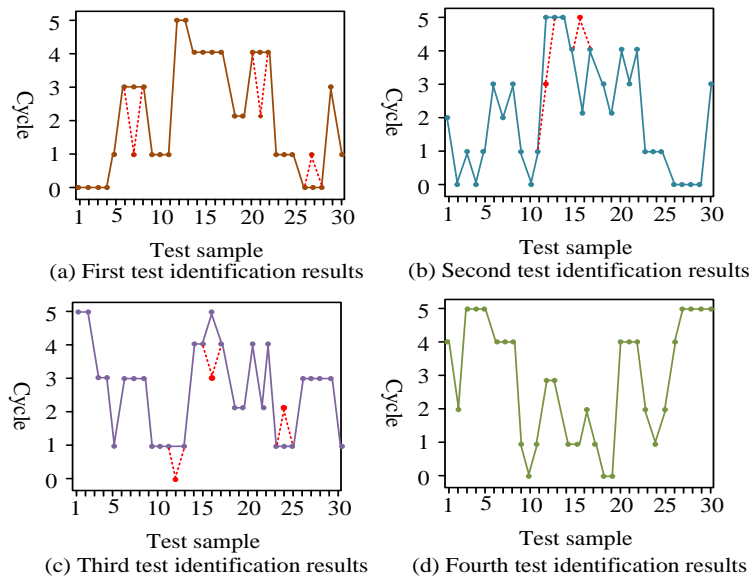 5
4
3
2
1
0
Cycle
1 5 10 15 20 25 30
Test sample
(a) First test identification results
5
4
3
2
1
0
Cycle
1 5 10 15 20 25 30
Test sample
(b) Second test identification results
5
4
3
2
1
0
Cycle
1 5 10 15 20 25 30
Test sample
(c) Third test identification results
5
4
3
2
1
0
Cycle
1 5 10 15 20 25 30
Test sample
(d) Fourth test identification results